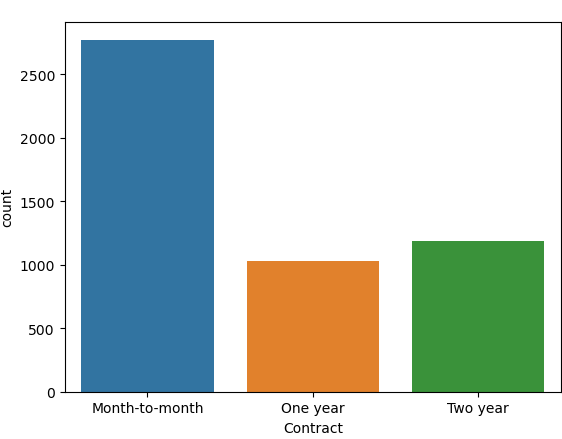 2500
2000
1500
1000
500
0
count
Month-to-month
One year
Two year
Contract